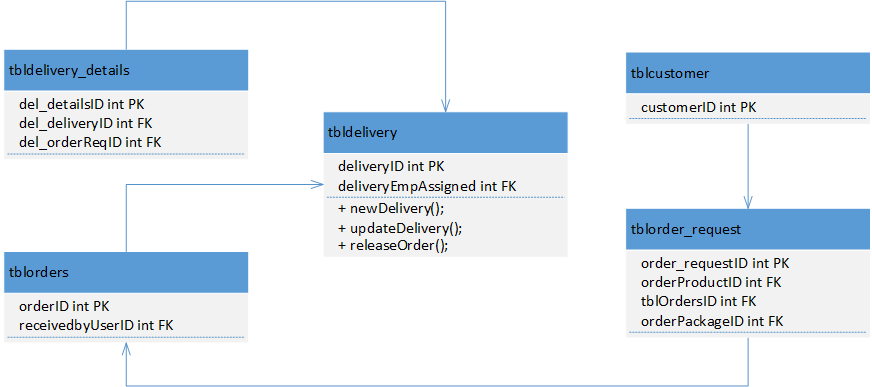 tbldelivery_details
del_detailsID int PK
del_deliveryID int FK
del_orderReqID int FK
tblcustomer
customerID int PK
tbldelivery
deliveryID int PK
deliveryEmpAssigned int FK
+ newDelivery();
+ updateDelivery();
+ releaseOrder();
tblorders
orderID int PK
receivedbyUserID int FK
tblorder_request
order_requestID int PK
orderProductID int FK
tblOrdersID int FK
orderPackageID int FK